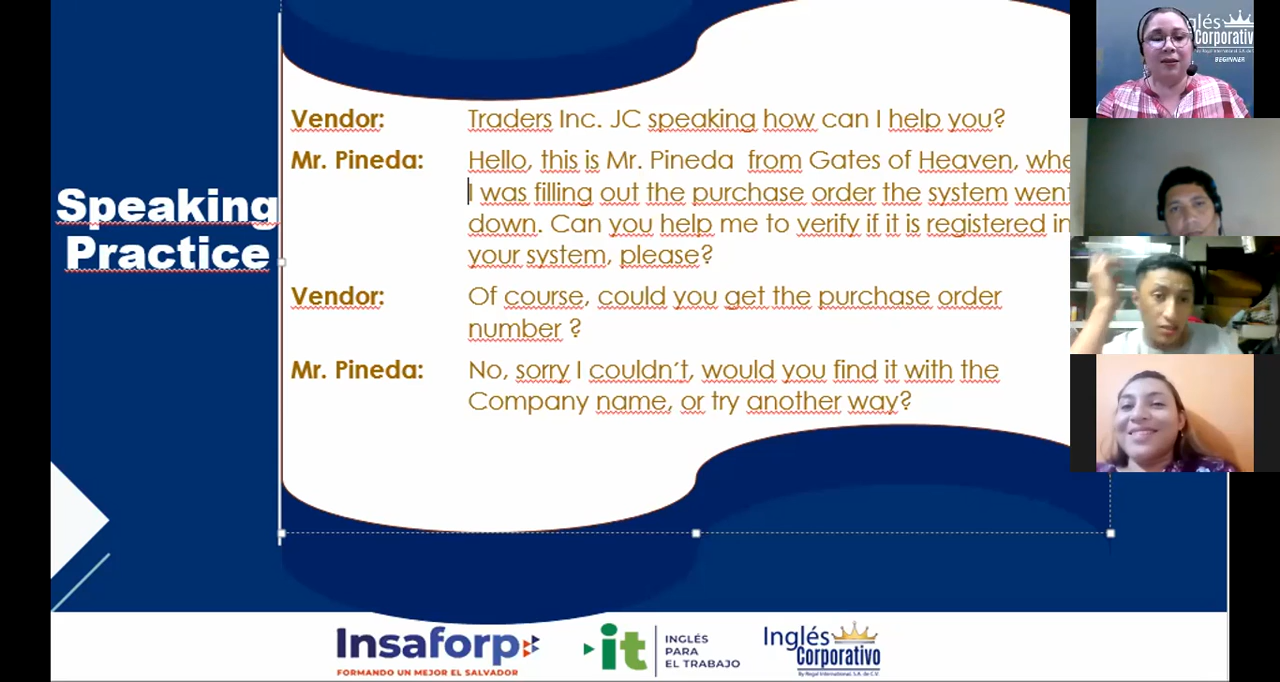 Speaking
Practice
Vendor: Traders Inc. JC speaking how can I help you?
Mr. Pineda: Hello, this is Mr. Pineda from Gates of Heaven,
I was filling out the purchase order the system went
down. Can you help me to verify if it is registered in
your system, please?
Vendor: Of course, could you get the purchase order
number ?
Mr. Pineda: No, sorry I couldn't, would you find it with the
Company name, or try another way?
Insaforp
FORMANDO UN MEJOR EL SALVADOR
it
INGLÉS
PARA
EL TRABAJO
Inglés
Corporativo
By Regal International, S.A. de C.V.
Corporativo
BEGINNER